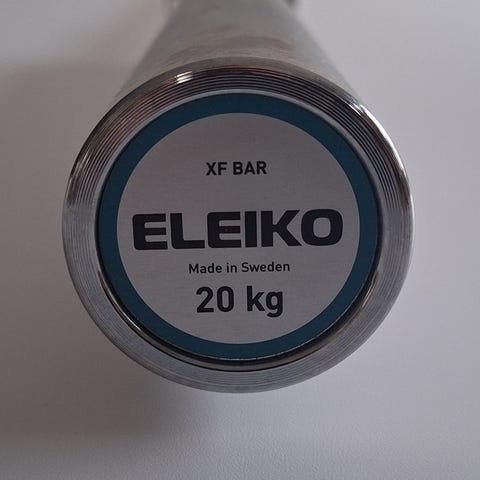 XF BAR
ELEIKO
Made in Sweden
20 kg